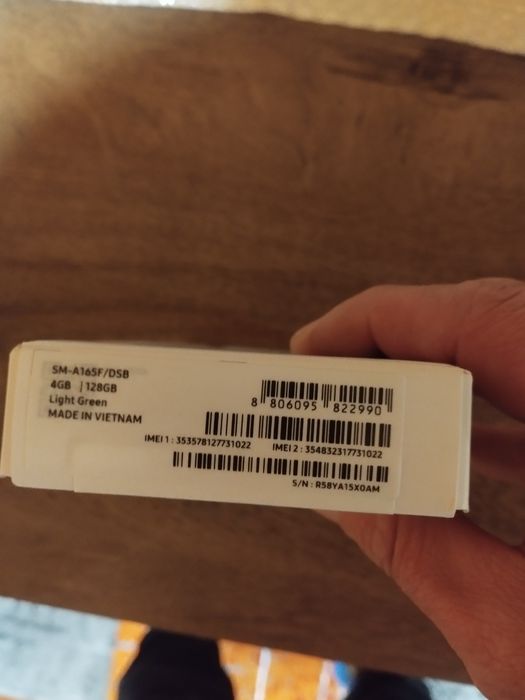 SM-A165F/DSB
4GB | 128GB
Light Green
MADE IN VIETNAM
8 806095 822990
IMEI 1 : 353578127731022 IMEI 2 : 354832317731022
S/N : R58YA15X0AM